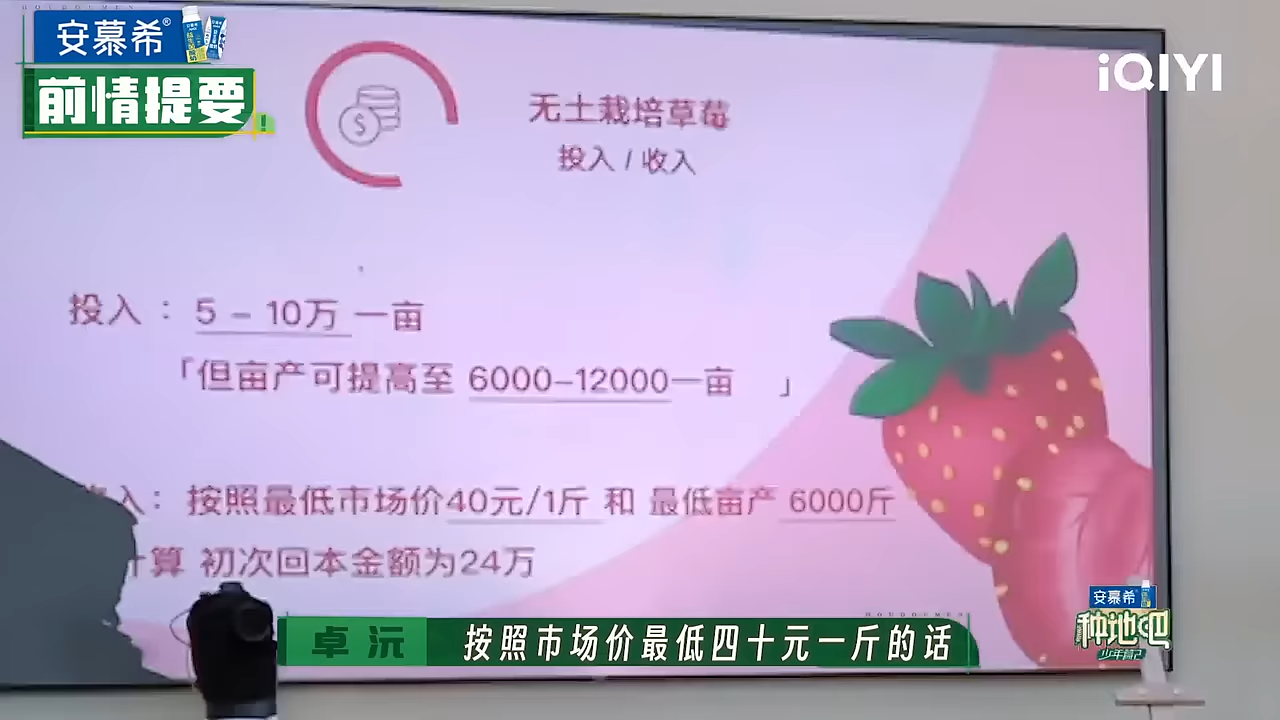 安慕希®
前情提要!
iQIYI
无土栽培草莓
投入 / 收入
投入： 5 – 10万 一亩
「但亩产可提高至 6000–12000一亩 」
入： 按照最低市场价40元/1斤 和 最低亩产 6000斤
算 初次回本金额为24万
卓沅 按照市场价最低四十元一斤的话
安慕希
种地吧
少年篇2